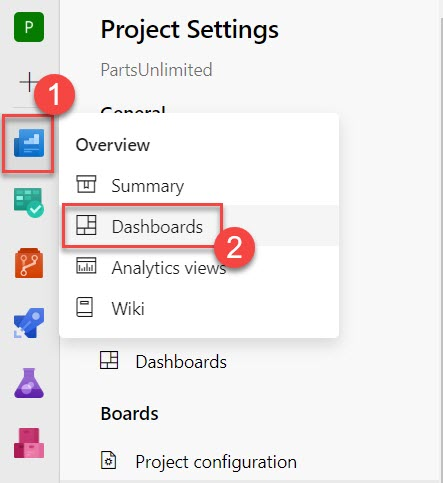 P
Project Settings
PartsUnlimited
General
1
Overview
Summary
Dashboards
2
Analytics views
Wiki
Dashboards
Boards
Project configuration